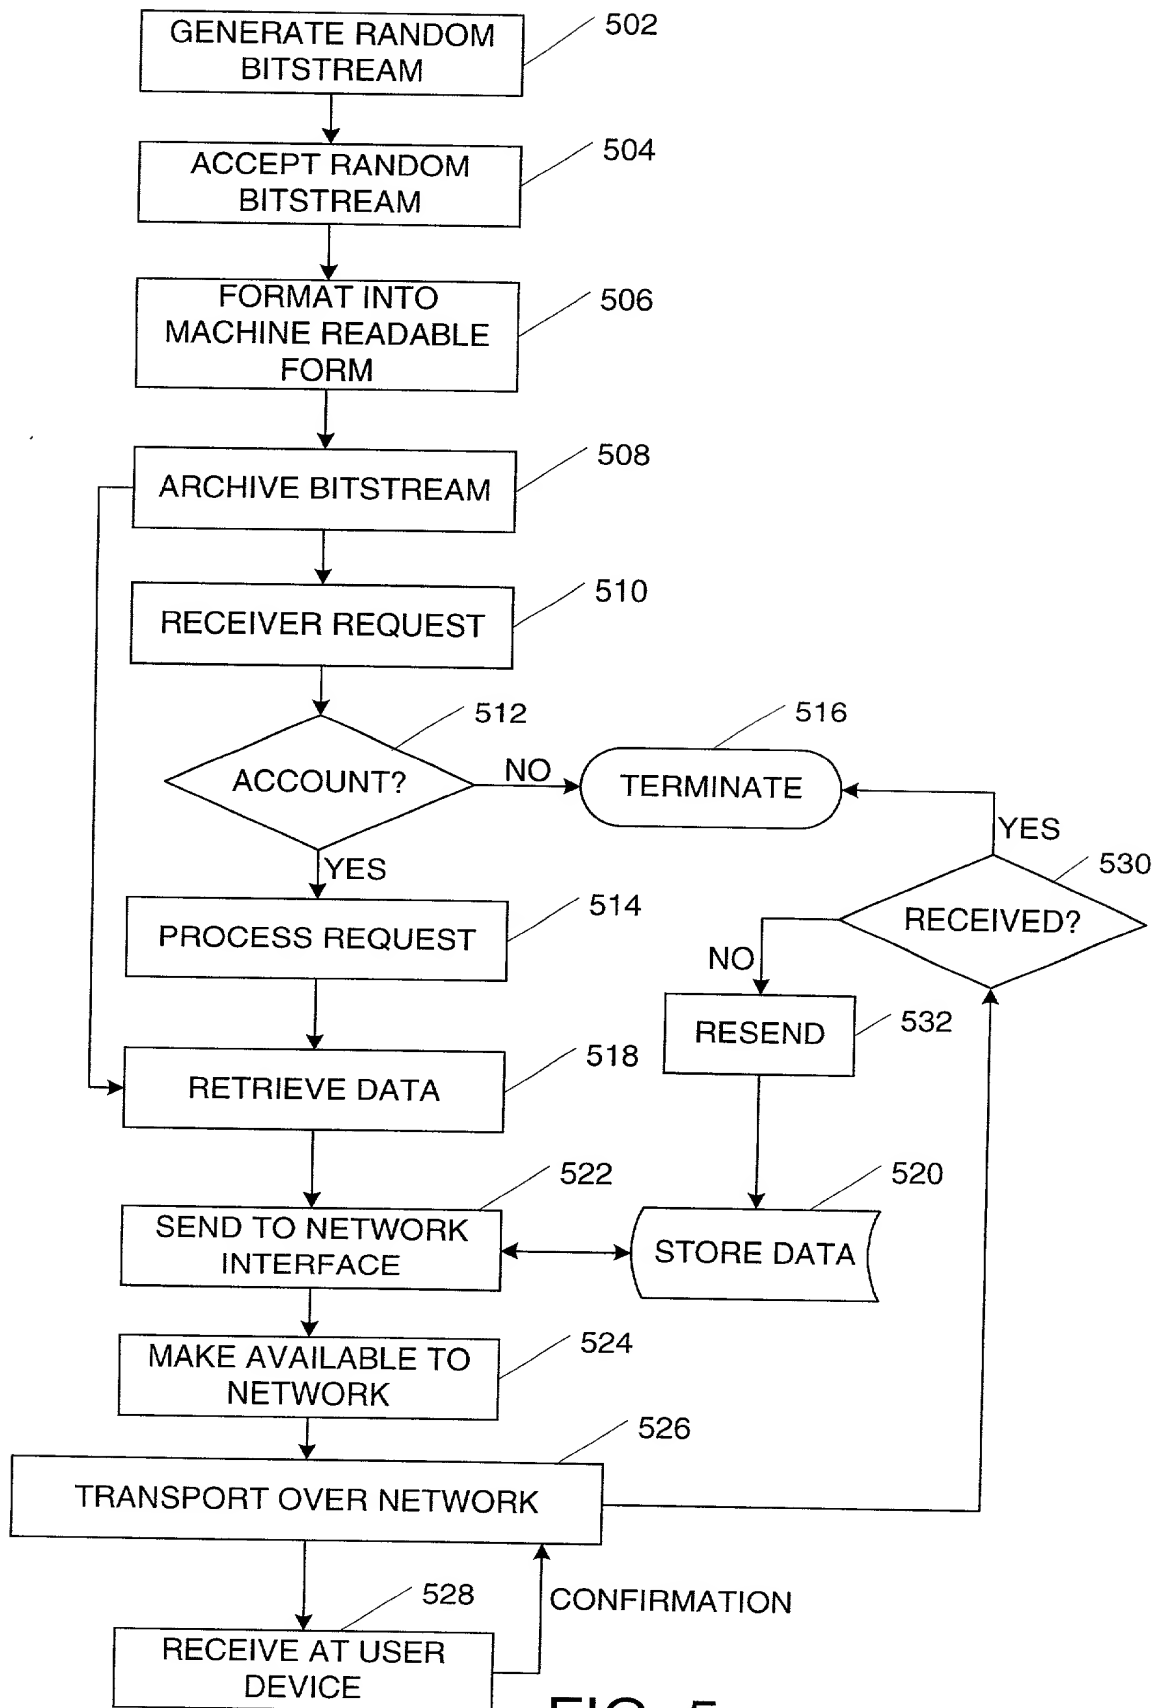 GENERATE RANDOM
BITSTREAM
502
ACCEPT RANDOM
BITSTREAM
504
FORMAT INTO
MACHINE READABLE
FORM
506
ARCHIVE BITSTREAM
508
RECEIVER REQUEST
510
ACCOUNT?
512
NO
TERMINATE
516
YES
YES
PROCESS REQUEST
514
RECEIVED?
530
NO
RESEND
532
RETRIEVE DATA
518
SEND TO NETWORK
INTERFACE
522
STORE DATA
520
MAKE AVAILABLE TO
NETWORK
524
TRANSPORT OVER NETWORK
526
RECEIVE AT USER
DEVICE
528
CONFIRMATION
FIG. 5